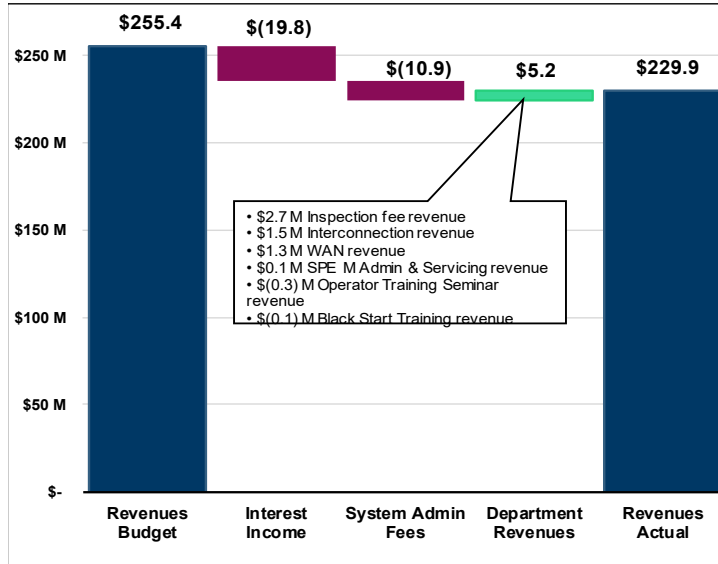 $255.4
$(19.8)
$(10.9)
$5.2
$229.9
$250 M
$200 M
$150 M
$100 M
$50 M
$-
• $2.7 M Inspection fee revenue
• $1.5 M Interconnection revenue
• $1.3 M WAN revenue
• $0.1 M SPE M Admin & Servicing revenue
• $(0.3) M Operator Training Seminar
revenue
• $(0.1) M Black Start Training revenue
Revenues
Budget
Interest
Income
System Admin
Fees
Department
Revenues
Revenues
Actual